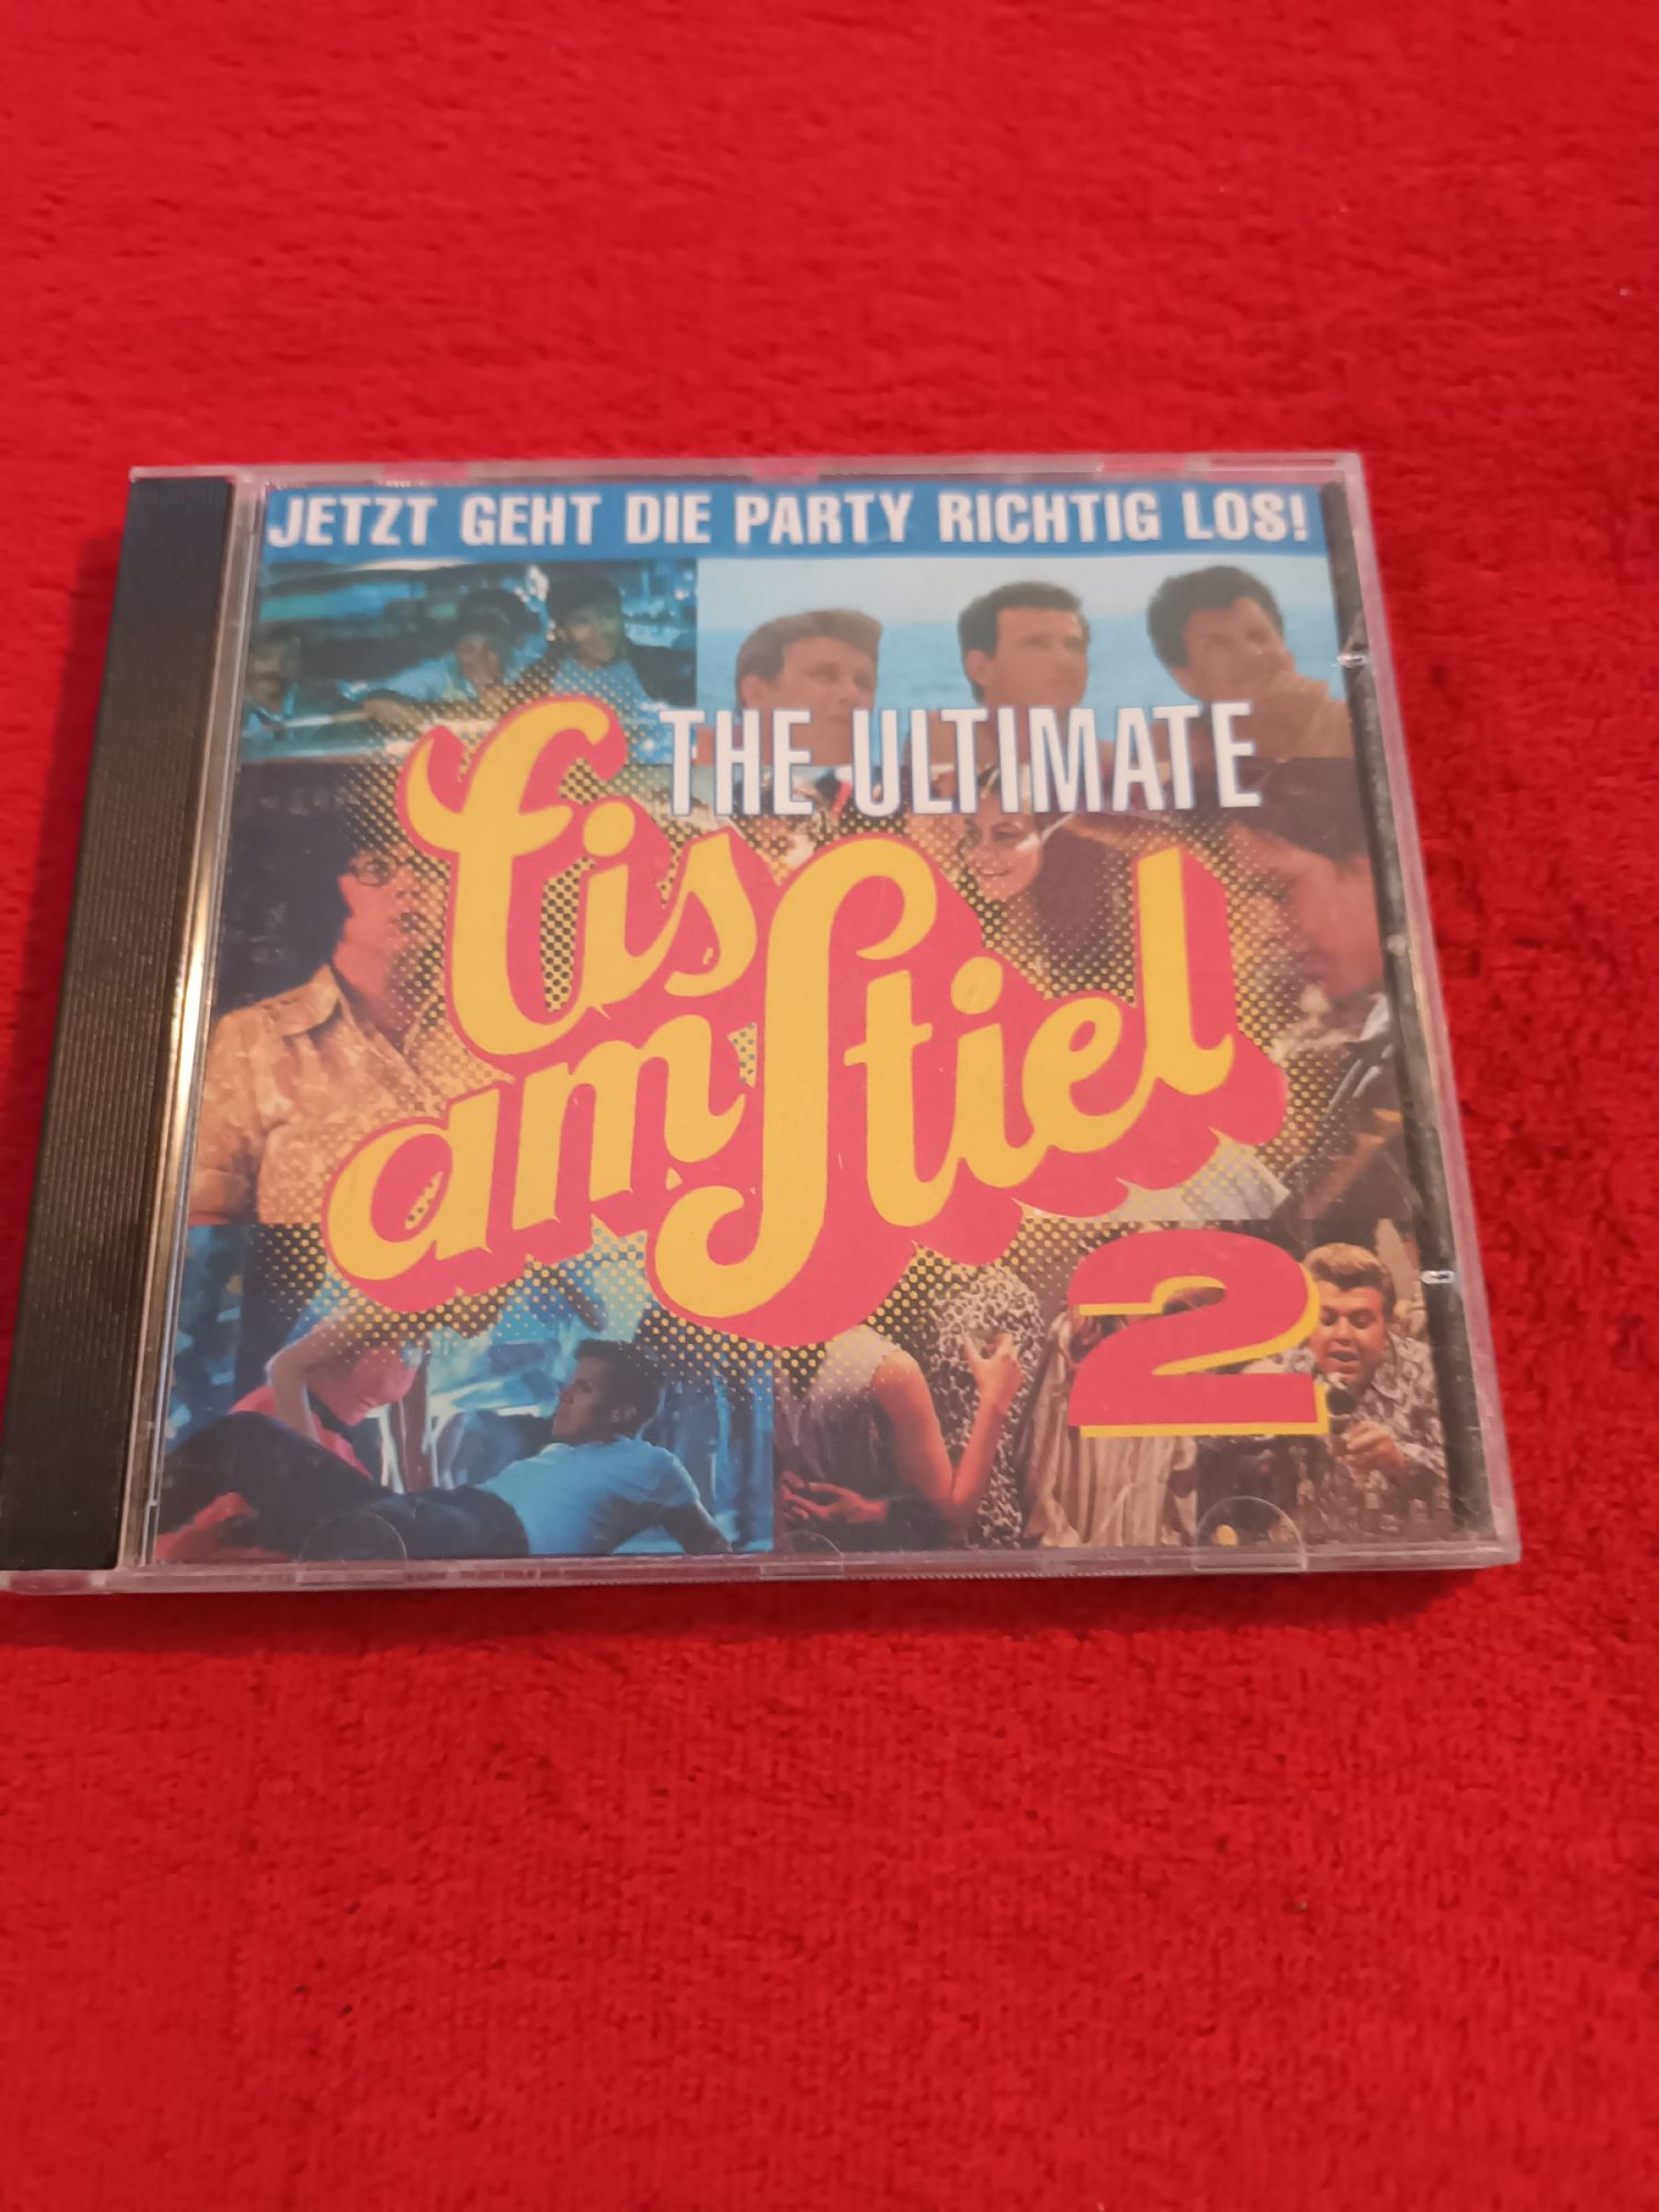 JETZT GEHT DIE PARTY RICHTIG LOS!
THE ULTIMATE
Eis
am Stiel
2